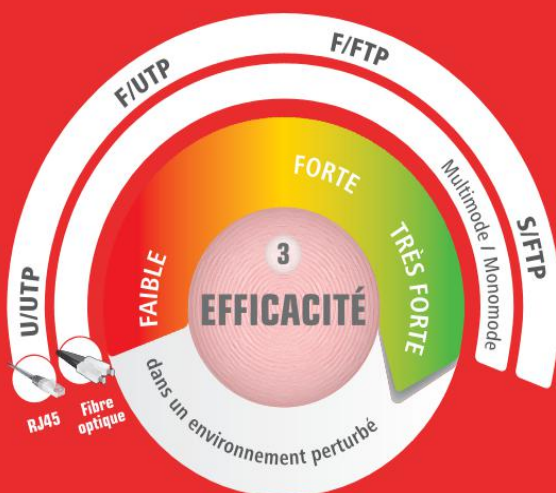 F/UTP
F/FTP
U/UTP
S/FTP
Multimode / Monomode
FAIBLE
FORTE
TRÈS FORTE
3
EFFICACITÉ
dans un environnement perturbé
RJ45
Fibre
optique